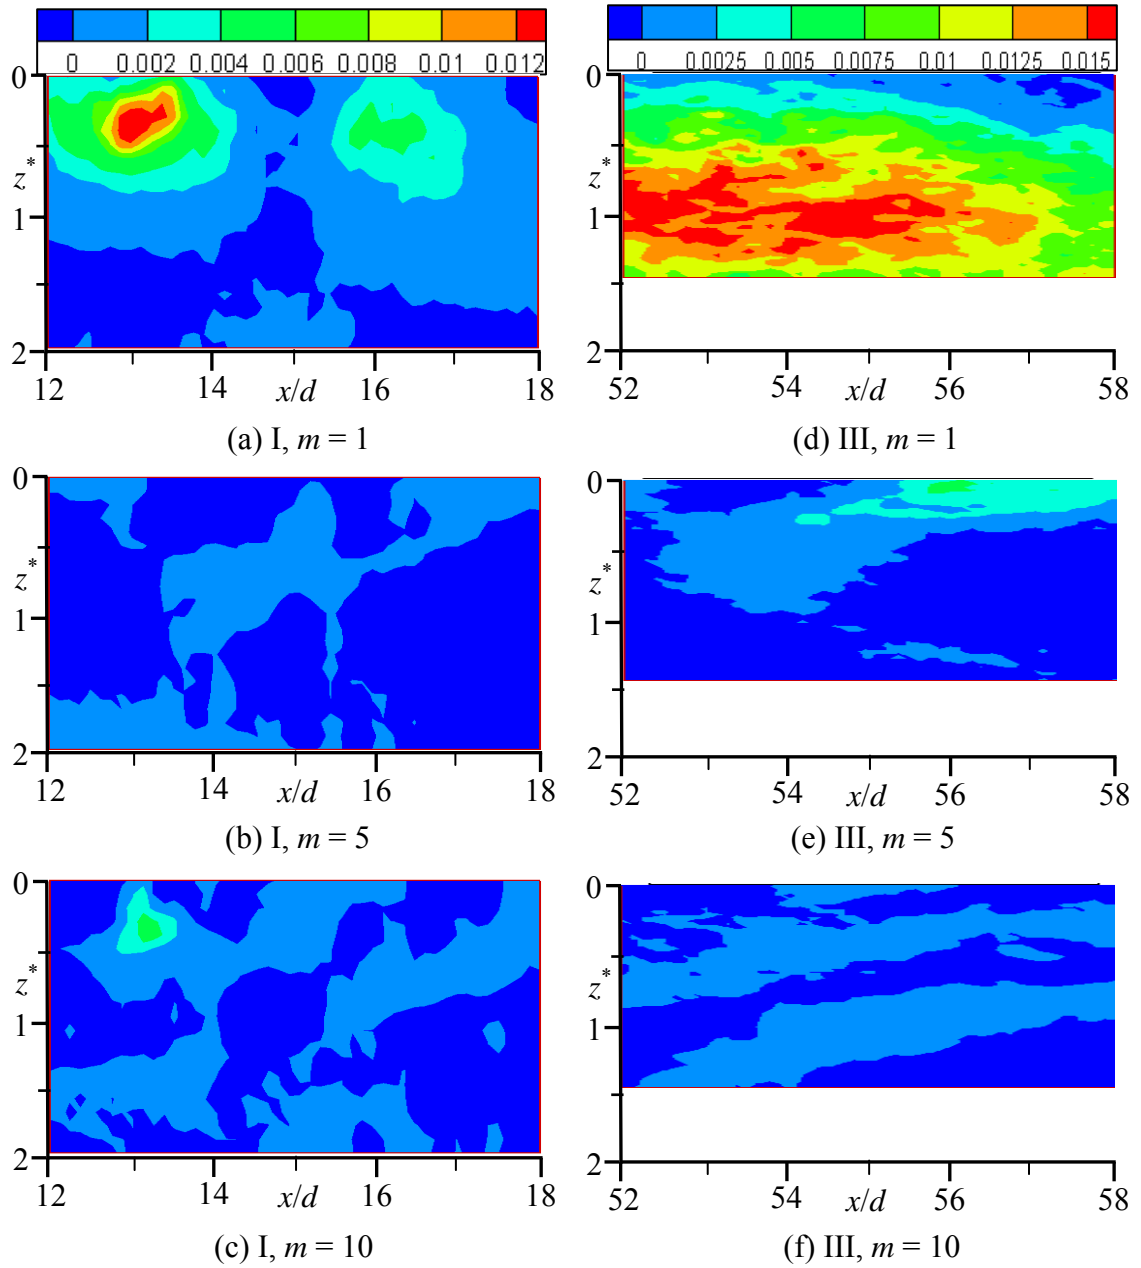 0 0.002 0.004 0.006 0.008 0.01 0.012
0
z*
1
2
12 14 x/d 16 18
(a) I, m = 1
0 0.0025 0.005 0.0075 0.01 0.0125 0.015
0
z*
1
2
52 54 x/d 56 58
(d) III, m = 1
0
z*
1
2
12 14 x/d 16 18
(b) I, m = 5
0
z*
1
2
52 54 x/d 56 58
(e) III, m = 5
0
z*
1
2
12 14 x/d 16 18
(c) I, m = 10
0
z*
1
2
52 54 x/d 56 58
(f) III, m = 10